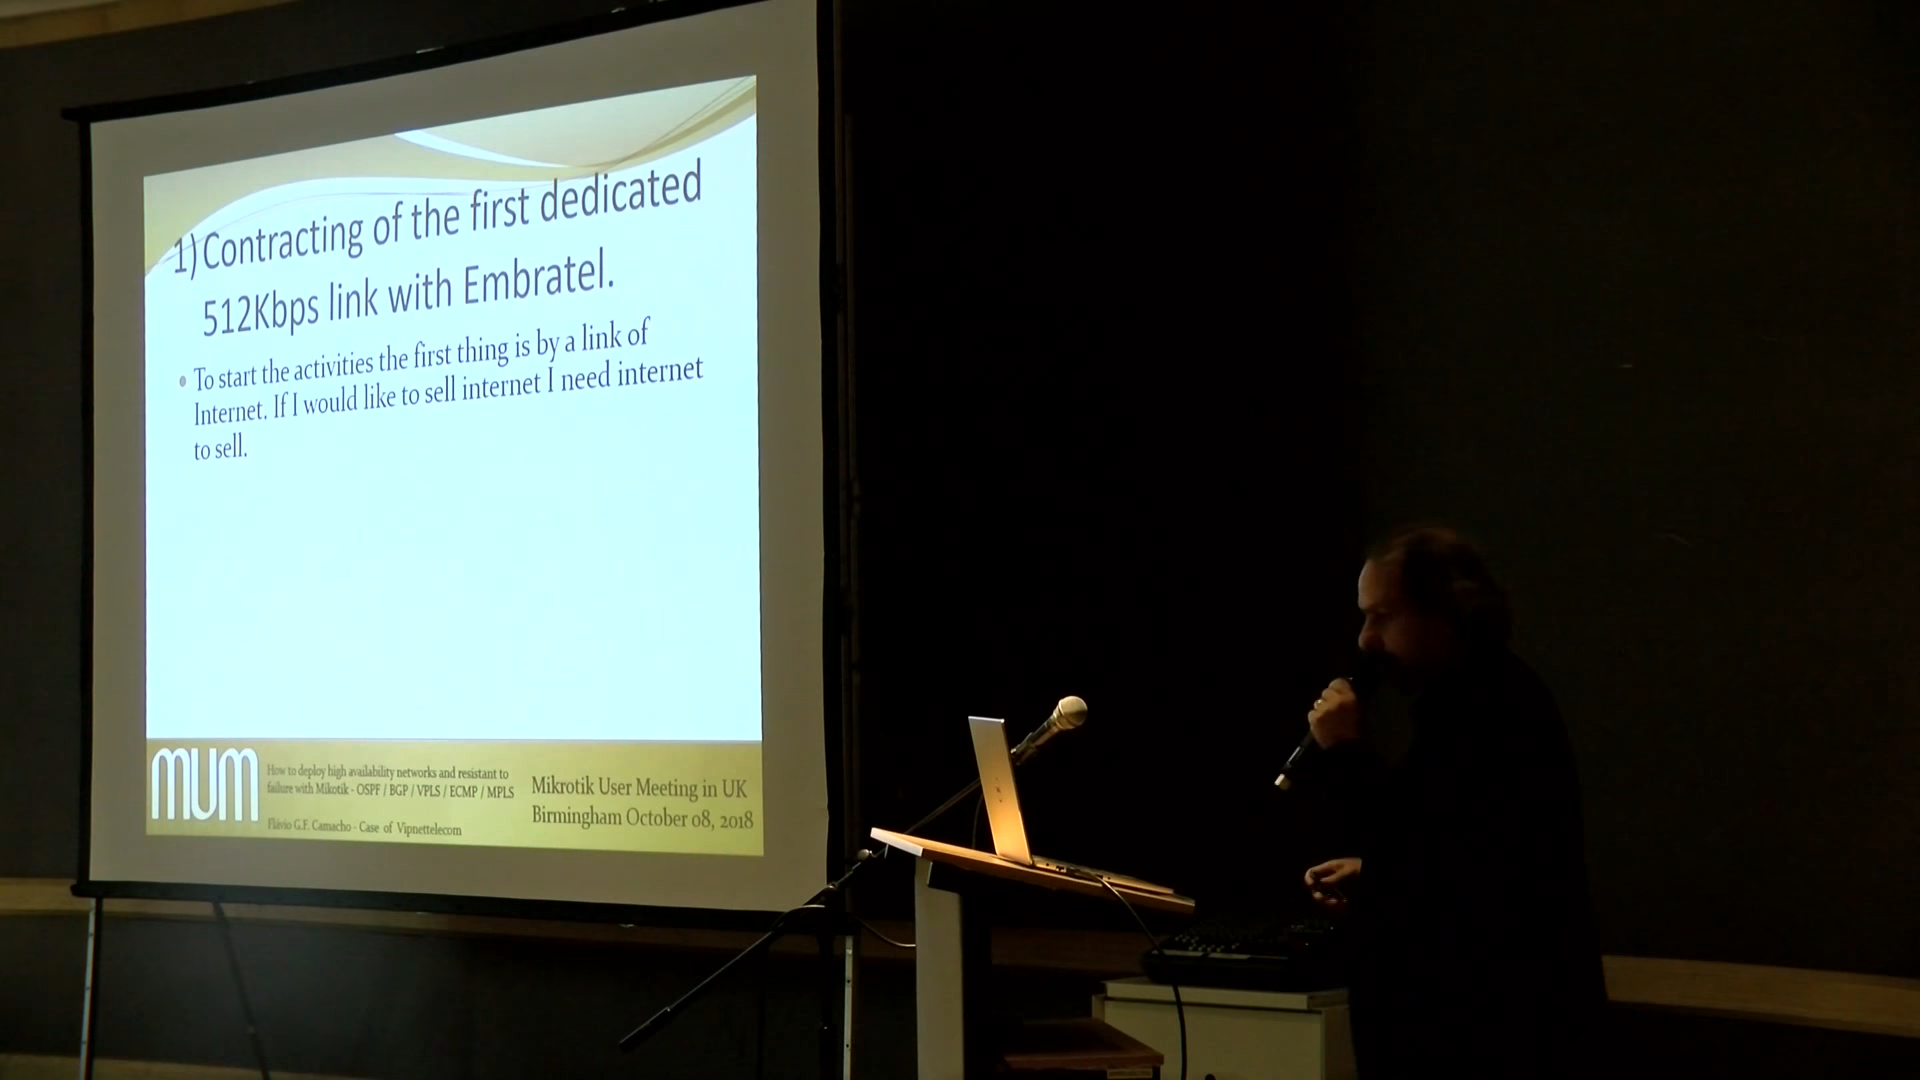 1) Contracting of the first dedicated
512Kbps link with Embratel.
• To start the activities the first thing is by a link of
Internet. If I would like to sell internet I need internet
to sell.
MUM
How to deploy high availability networks and resistant to
failure with Mikotik - OSPF / BGP / VPLS / ECMP / MPLS
Flávio G.F. Camacho - Case of Vipnettelecom
Mikrotik User Meeting in UK
Birmingham October 08, 2018